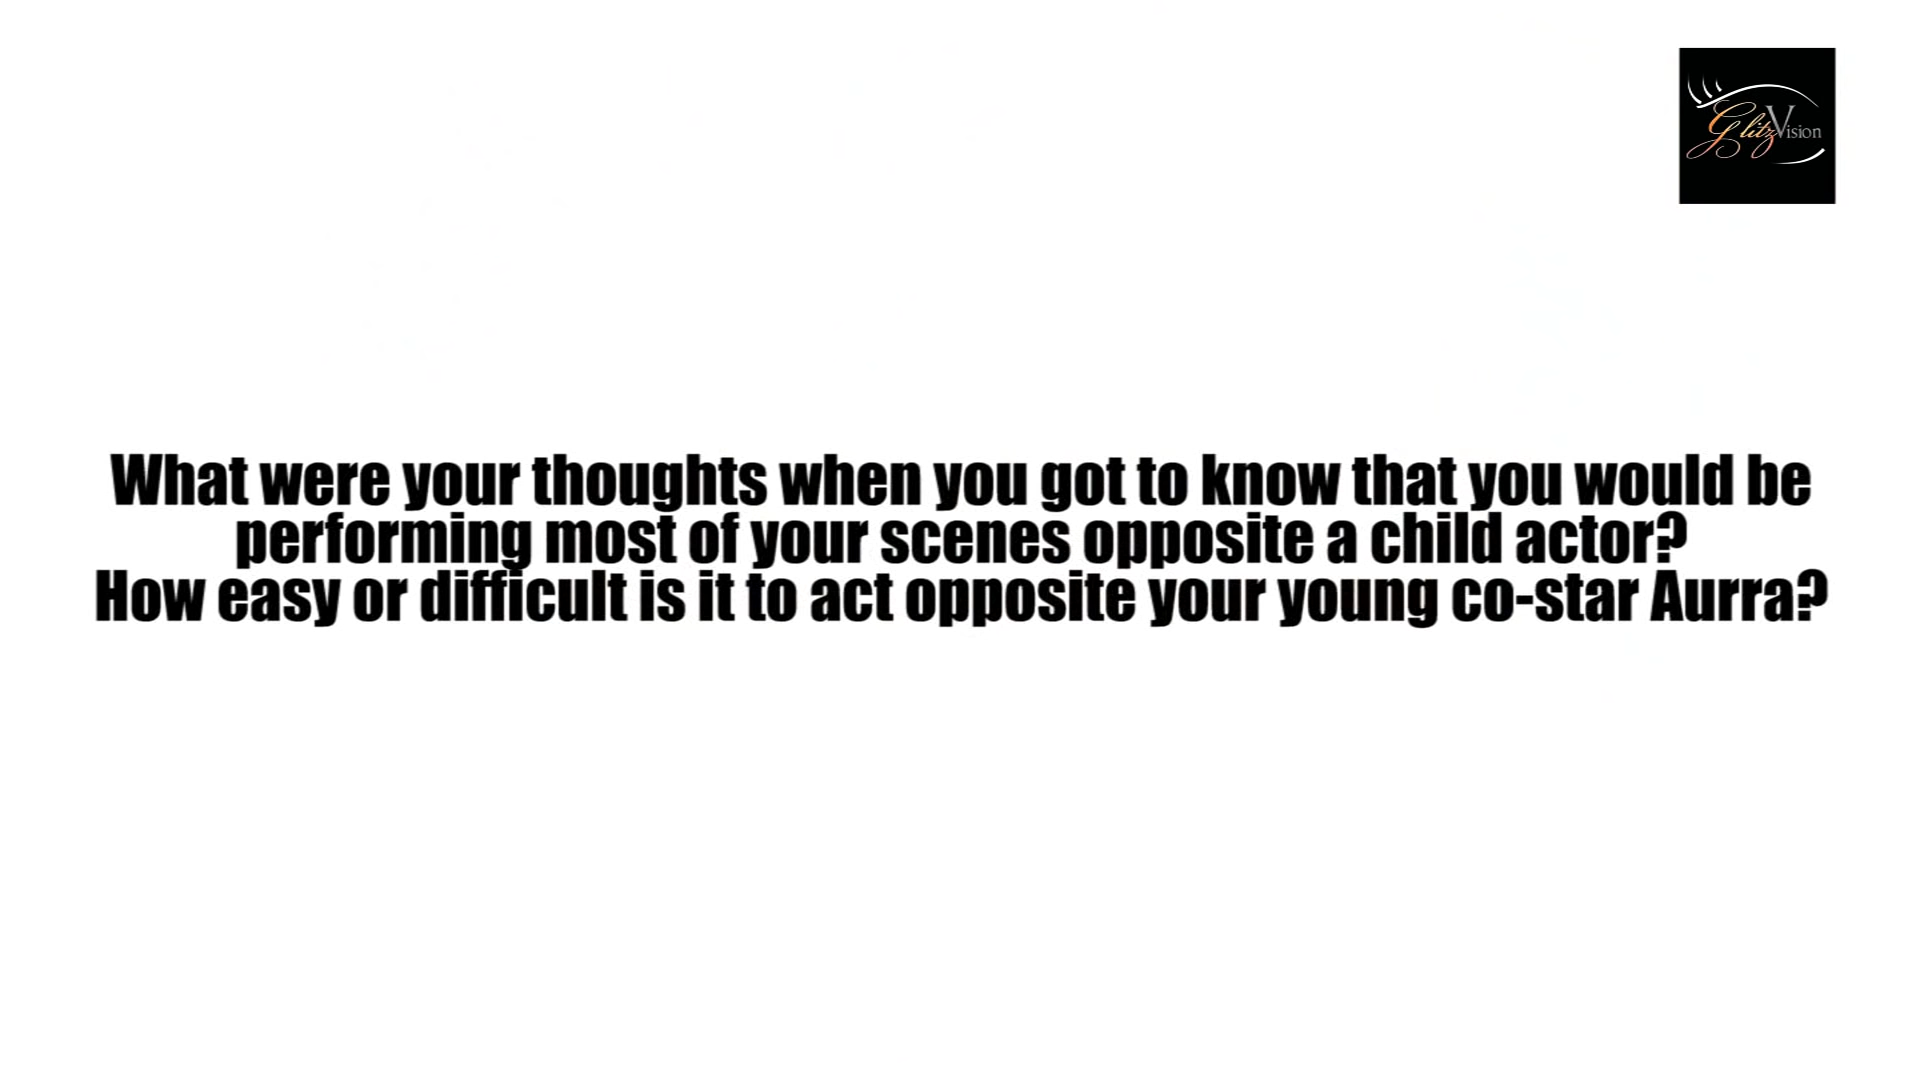 GlitzVision
What were your thoughts when you got to know that you would be
performing most of your scenes opposite a child actor?
How easy or difficult is it to act opposite your young co-star Aurra?